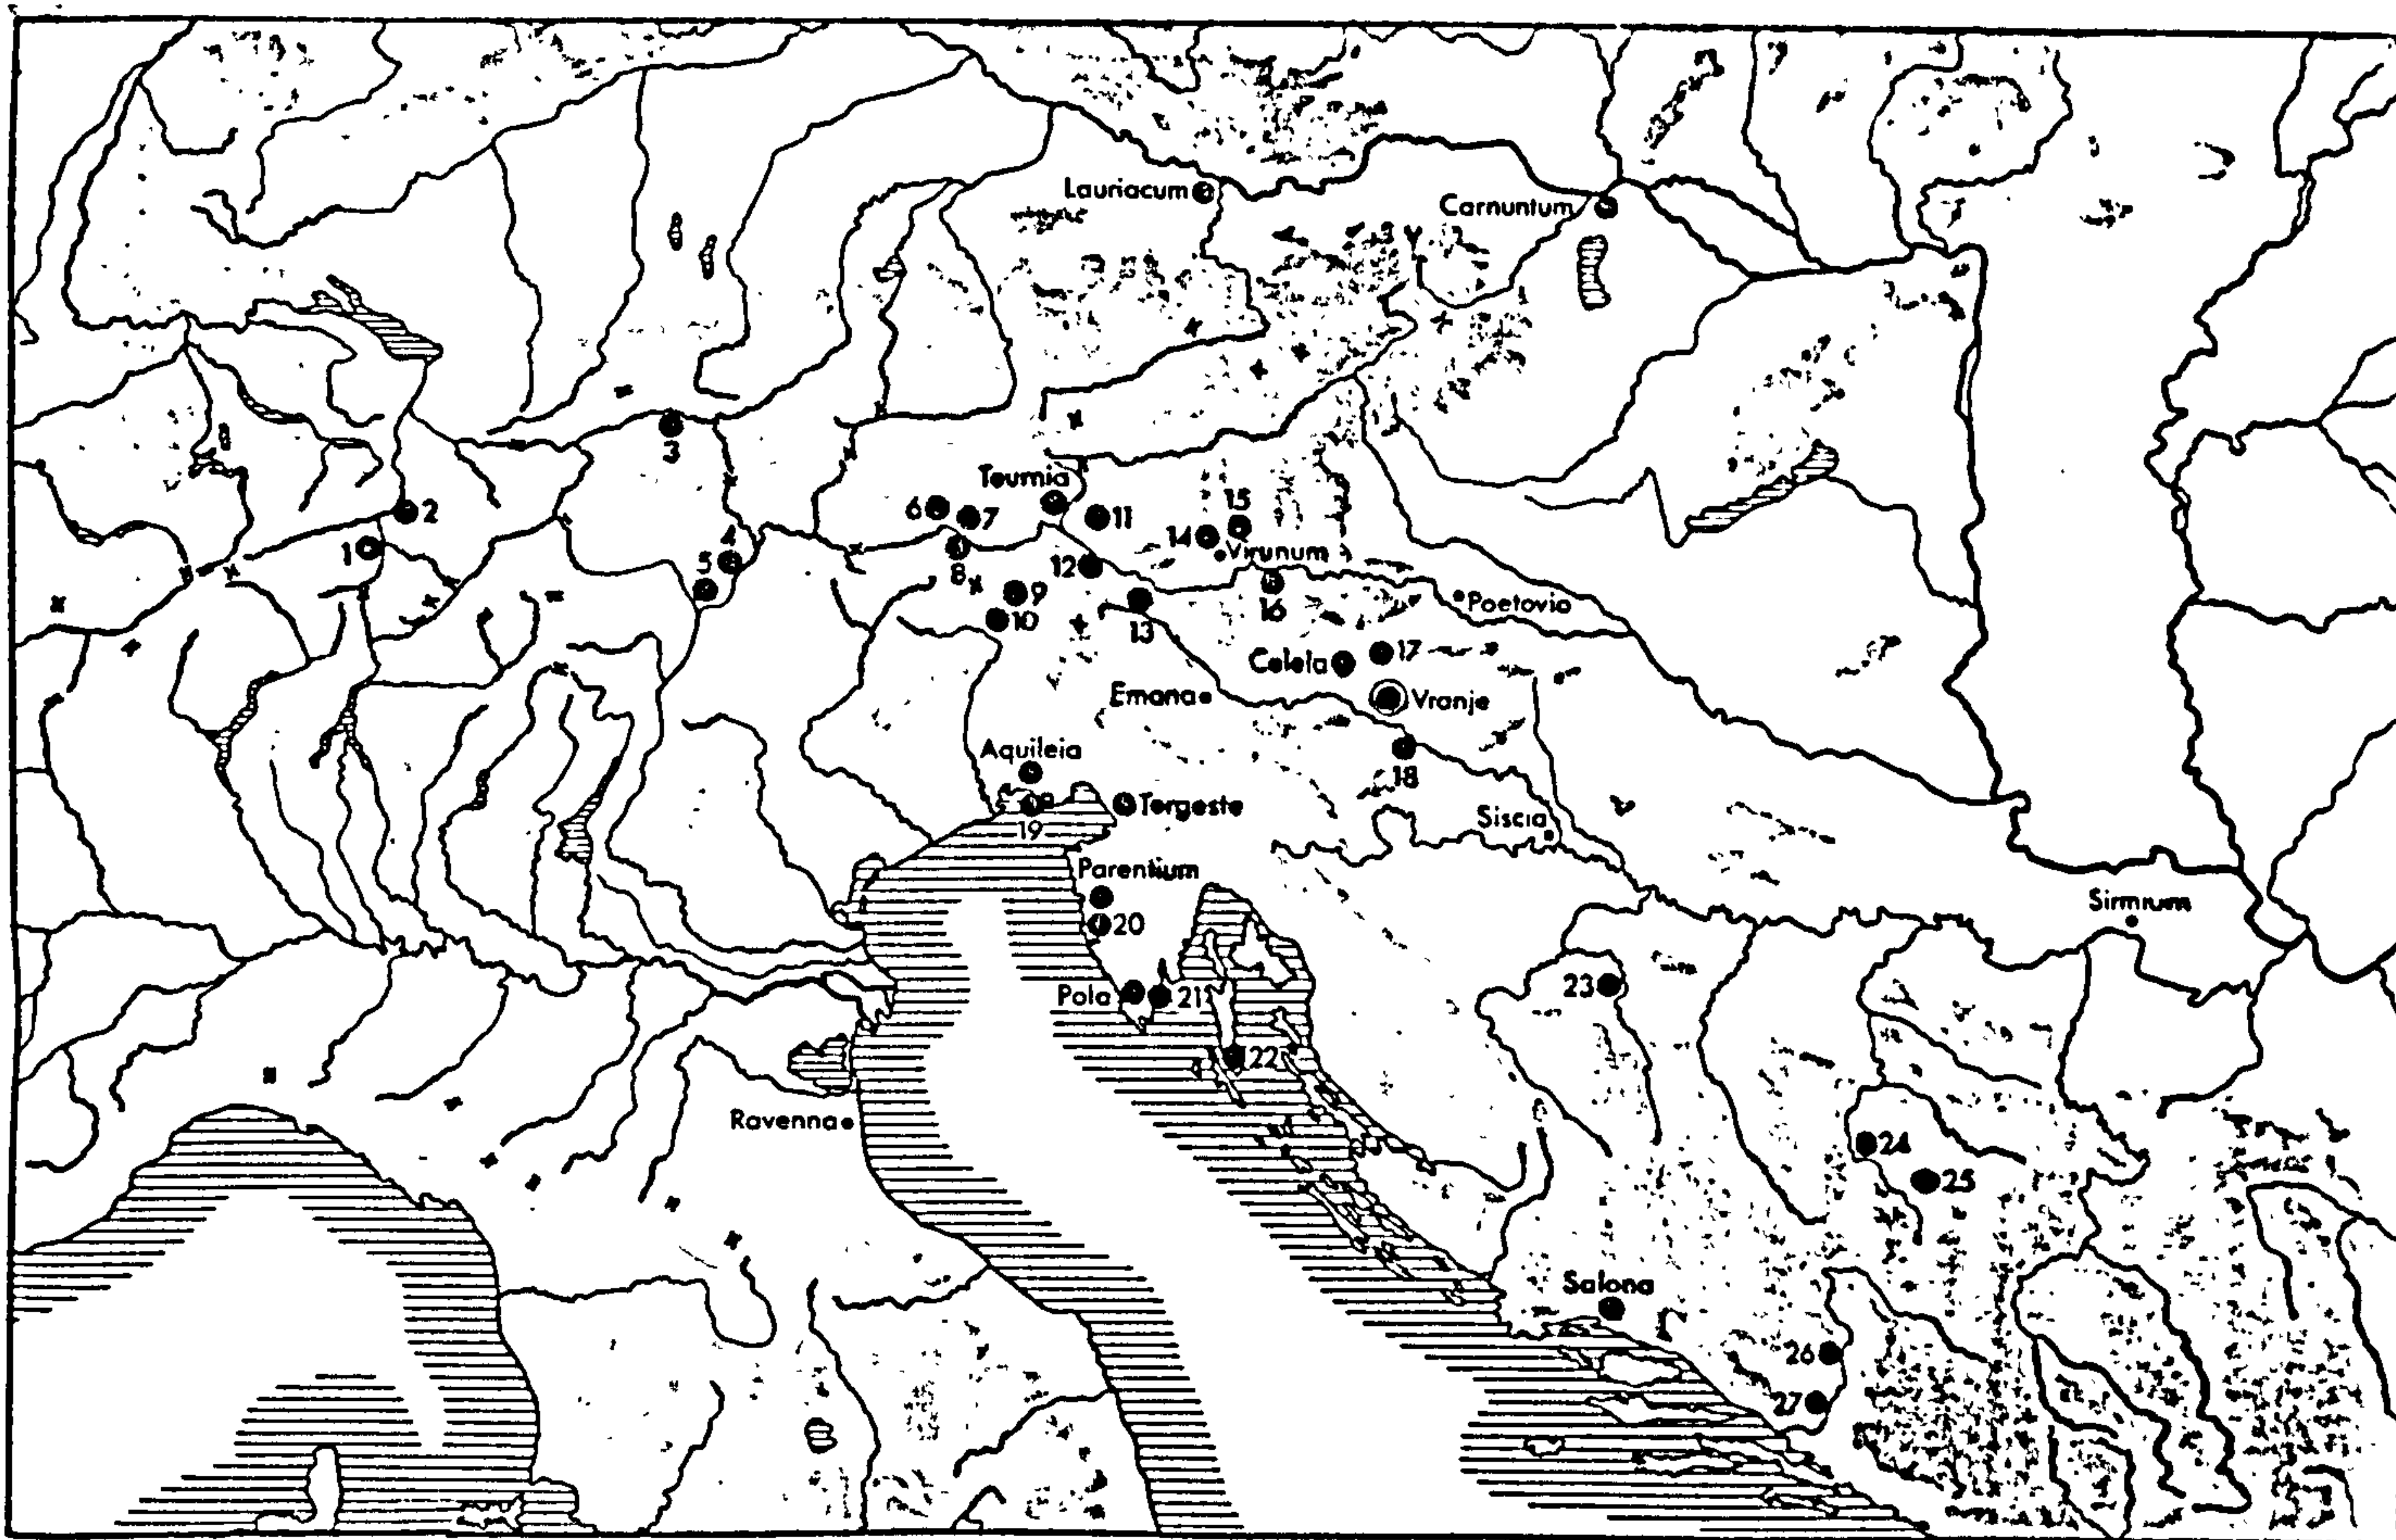 Lauriacum
Carnuntum
3
Teurnia
2
6
7
11
15
14
1
4
Virunum
5
8
12
9
16
Poetovio
10
13
Celeia
17
Emona
Vranje
Aquileia
18
19
Tergeste
Siscia
Parentium
20
Sirmium
23
Pola
21
22
Ravenna
24
25
Salona
26
27